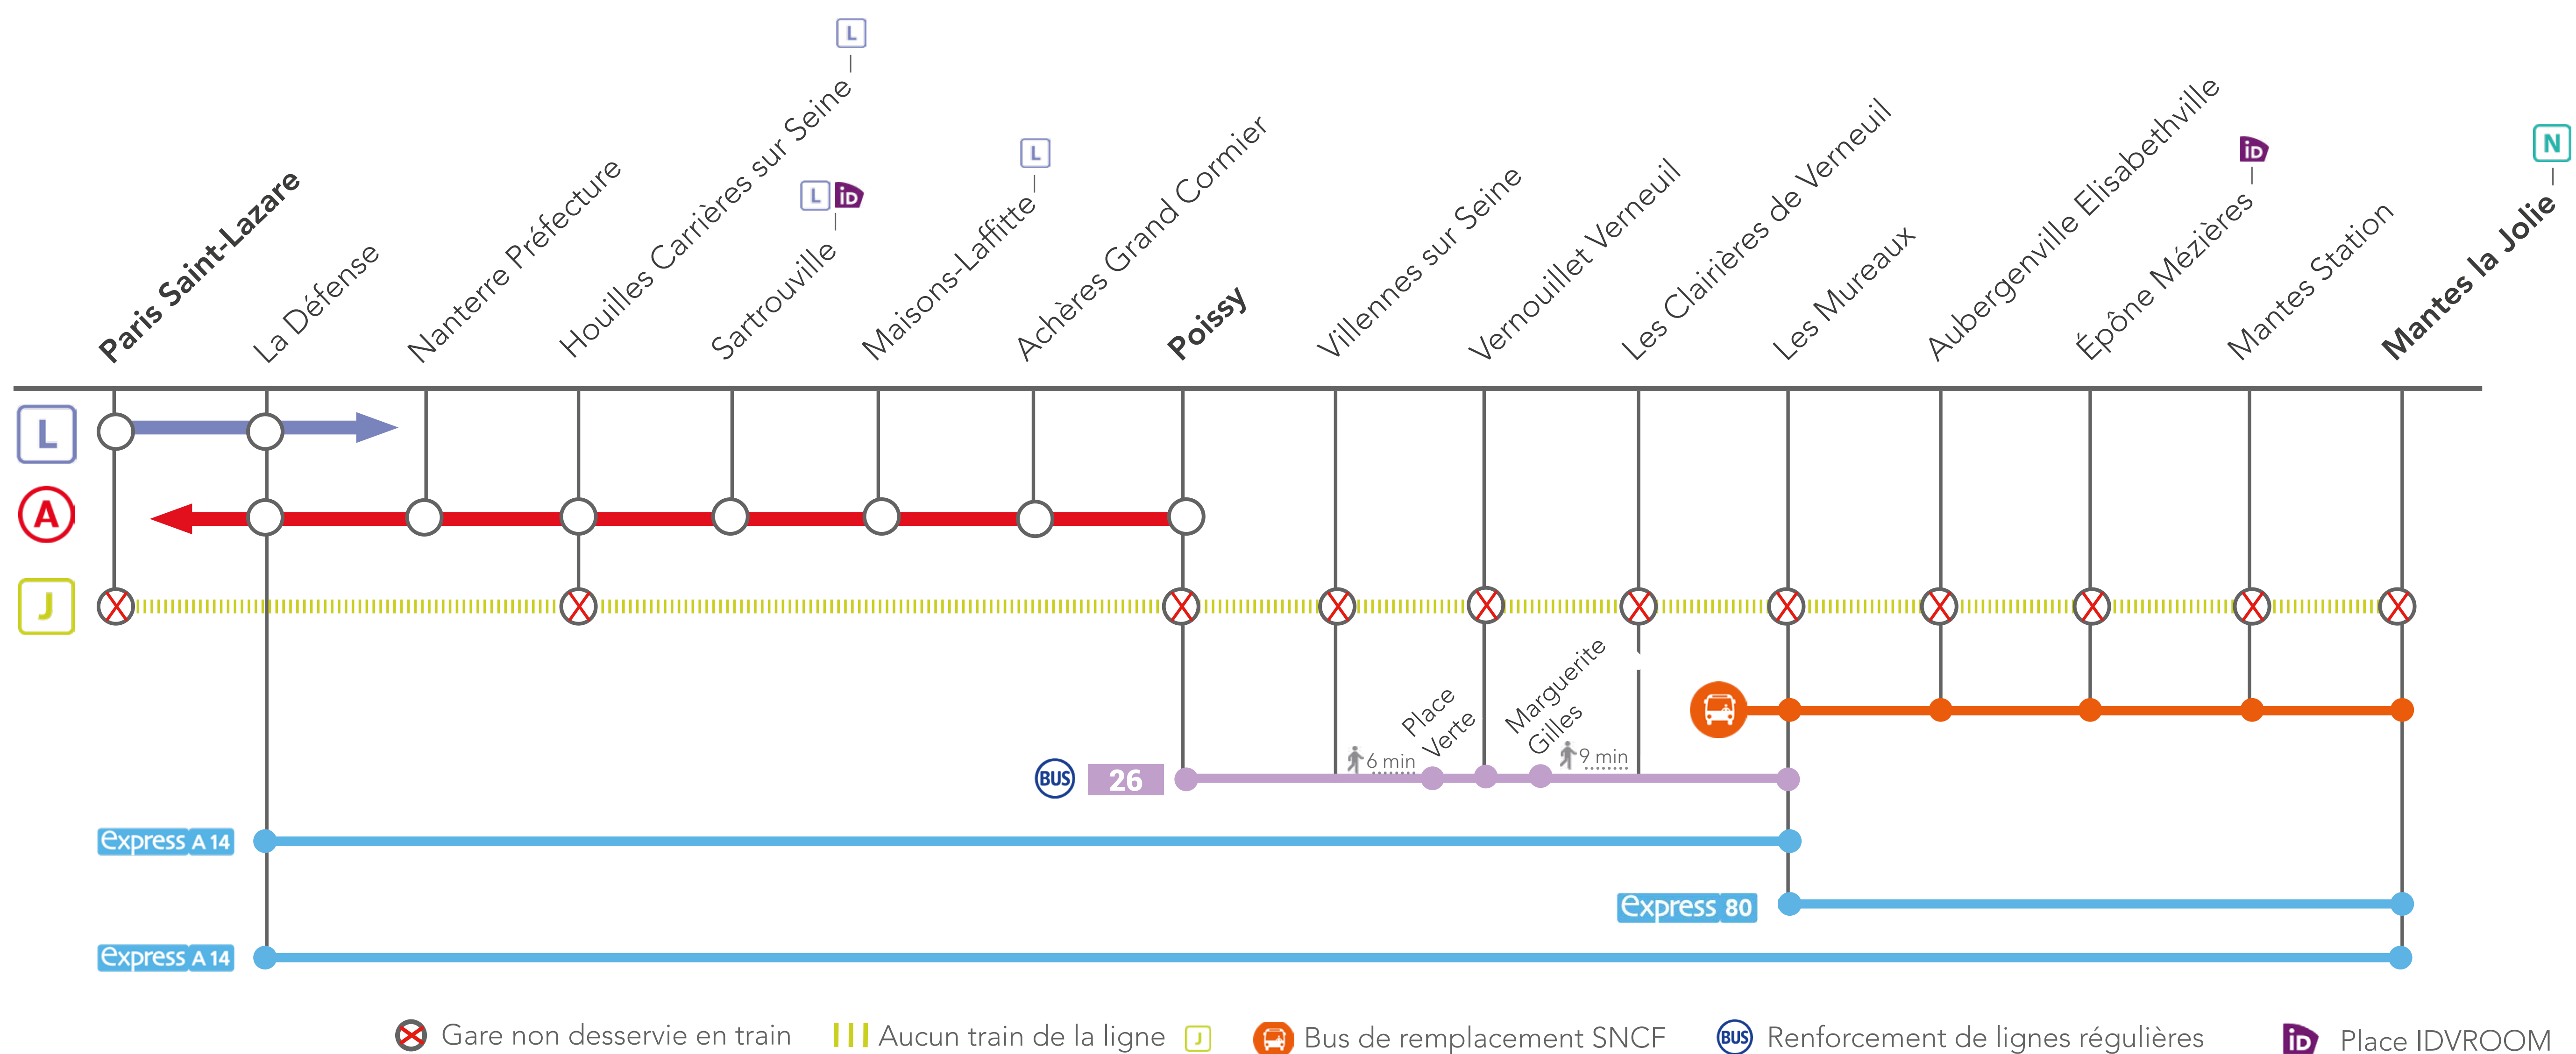 L
L iD
L
iD
N
Paris Saint-Lazare
La Défense
Nanterre Préfecture
Houilles Carrières sur Seine
Sartrouville
Maisons-Laffitte
Achères Grand Cormier
Poissy
Villennes sur Seine
Vernouillet Verneuil
Les Clairières de Verneuil
Les Mureaux
Aubergenville Elisabethville
Épône Mézières
Mantes Station
Mantes la Jolie
L
A
J
Place
Verte
Marguerite
Gilles
6 min
9 min
BUS 26
express A 14
express 80
express A 14
Gare non desservie en train
Aucun train de la ligne J
Bus de remplacement SNCF
BUS Renforcement de lignes régulières
iD Place IDVROOM